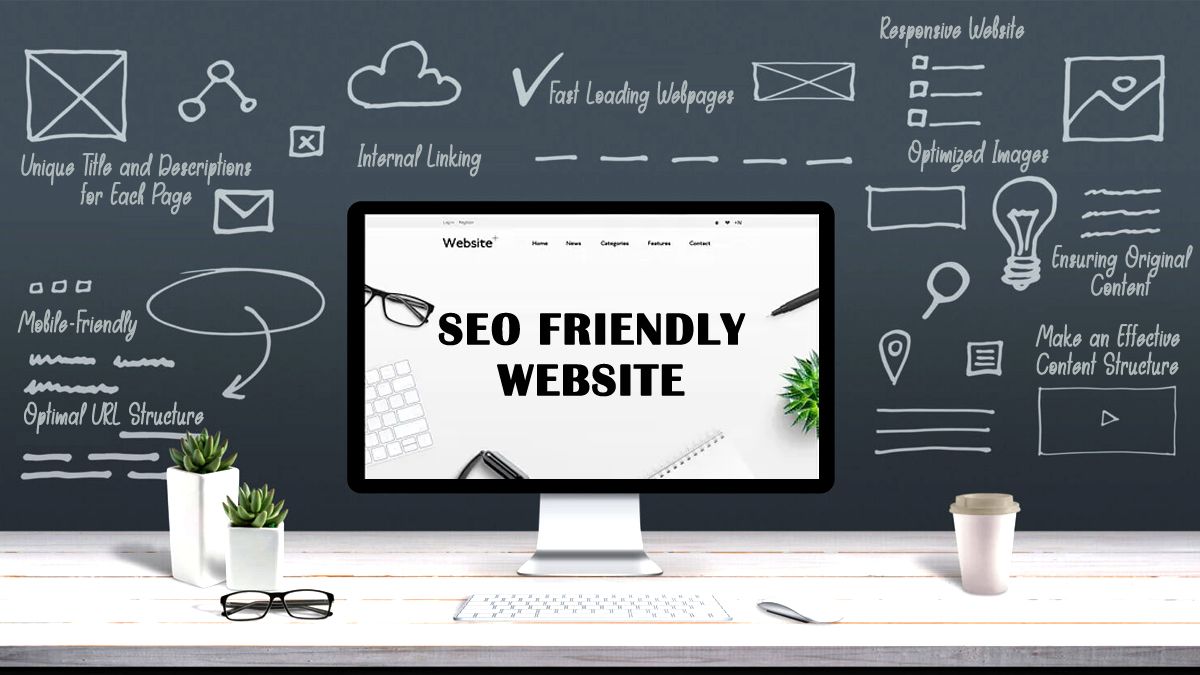 Responsive Website
Fast Loading Webpages
Unique Title and Descriptions
for Each Page
Internal Linking
Optimized Images
Login Register
Website+
Home News Categories Features Contact
SEO FRIENDLY
WEBSITE
Ensuring Original
Content
Mobile-Friendly
Make an Effective
Content Structure
Optimal URL Structure